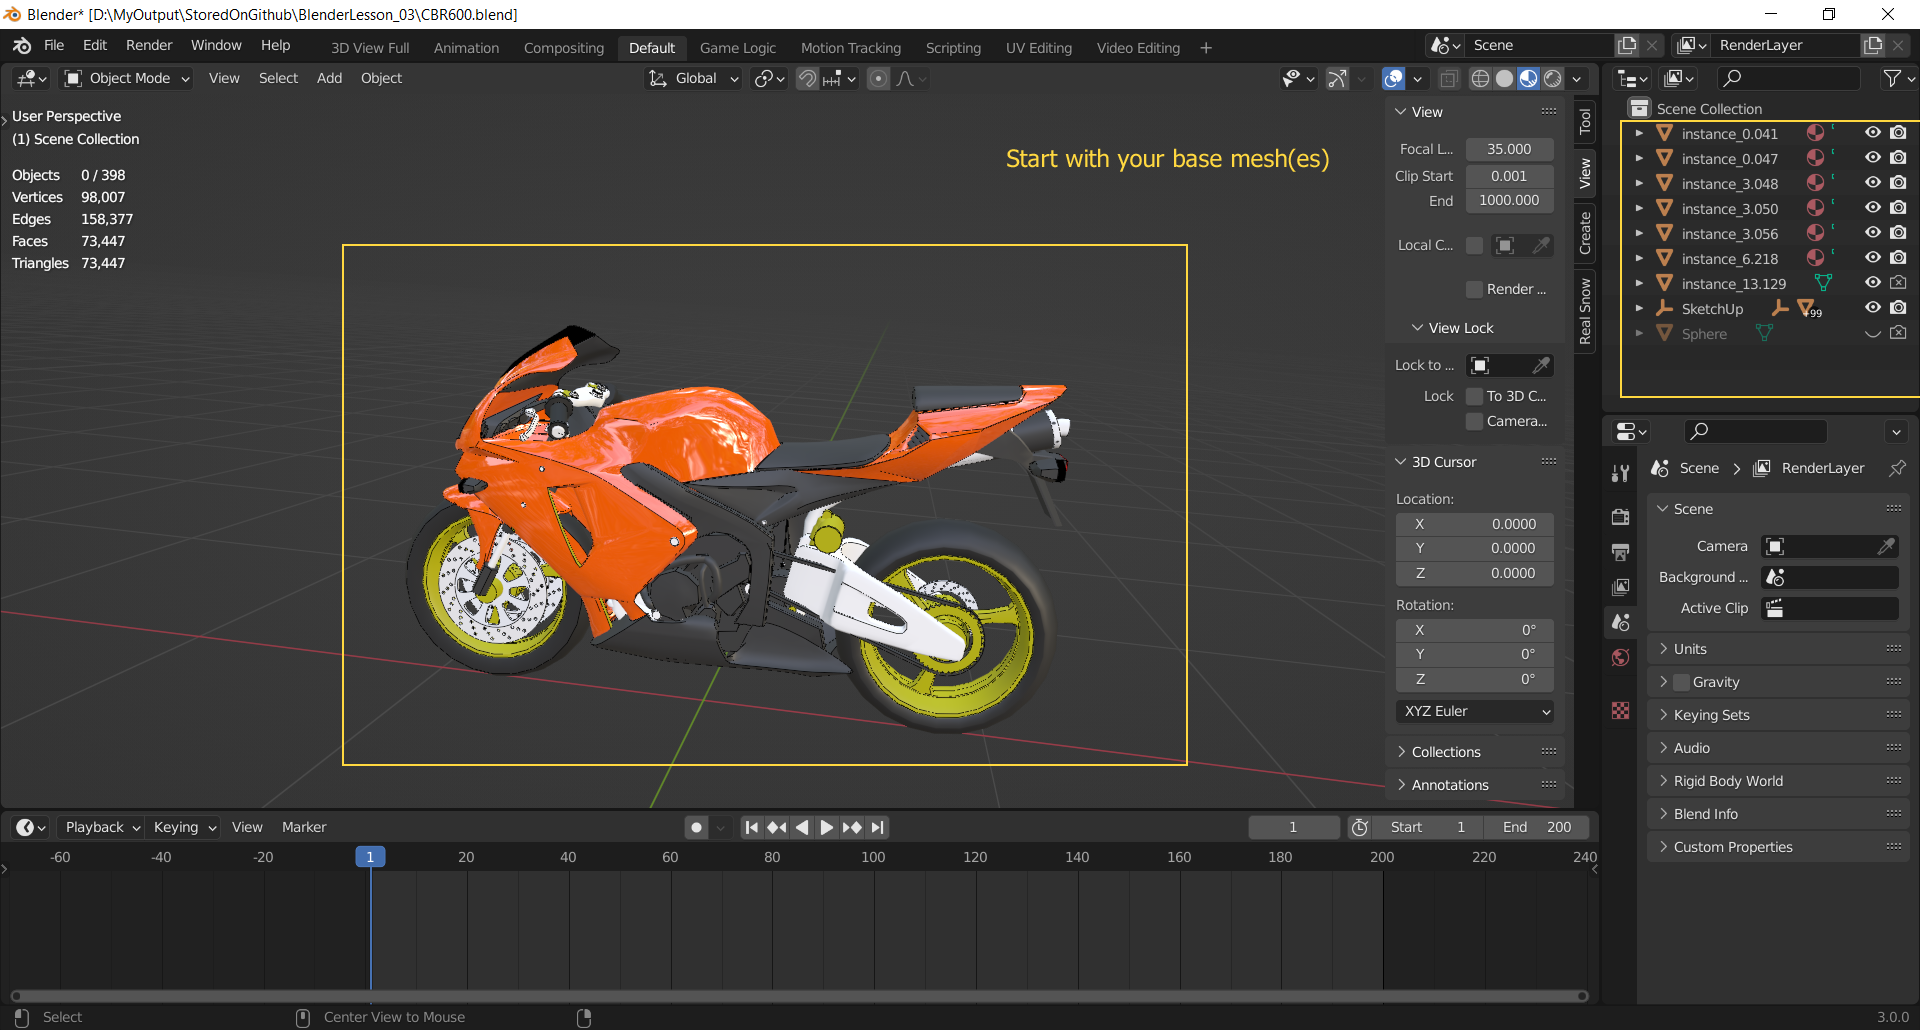 Blender* [D:\MyOutput\StoredOnGithub\BlenderLesson_03\CBR600.blend]
File Edit Render Window Help 3D View Full Animation Compositing Default Game Logic Motion Tracking Scripting UV Editing Video Editing + Scene RenderLayer
Object Mode View Select Add Object Global
User Perspective
(1) Scene Collection
Objects 0 / 398
Vertices 98,007
Edges 158,377
Faces 73,447
Triangles 73,447
Start with your base mesh(es)
View
Focal L... 35.000
Clip Start 0.001
End 1000.000
Local C...
Render ...
View Lock
Lock to ...
Lock To 3D C...
Camera...
3D Cursor
Location:
X 0.0000
Y 0.0000
Z 0.0000
Rotation:
X 0°
Y 0°
Z 0°
XYZ Euler
Collections
Annotations
Tool
View
Create
Real Snow
Scene Collection
instance_0.041
instance_0.047
instance_3.048
instance_3.050
instance_3.056
instance_6.218
instance_13.129
SketchUp +99
Sphere
Scene RenderLayer
Scene
Camera
Background ...
Active Clip
Units
Gravity
Keying Sets
Audio
Rigid Body World
Blend Info
Custom Properties
Playback Keying View Marker 1 Start 1 End 200
-60 -40 -20 1 20 40 60 80 100 120 140 160 180 200 220 240
Select Center View to Mouse 3.0.0